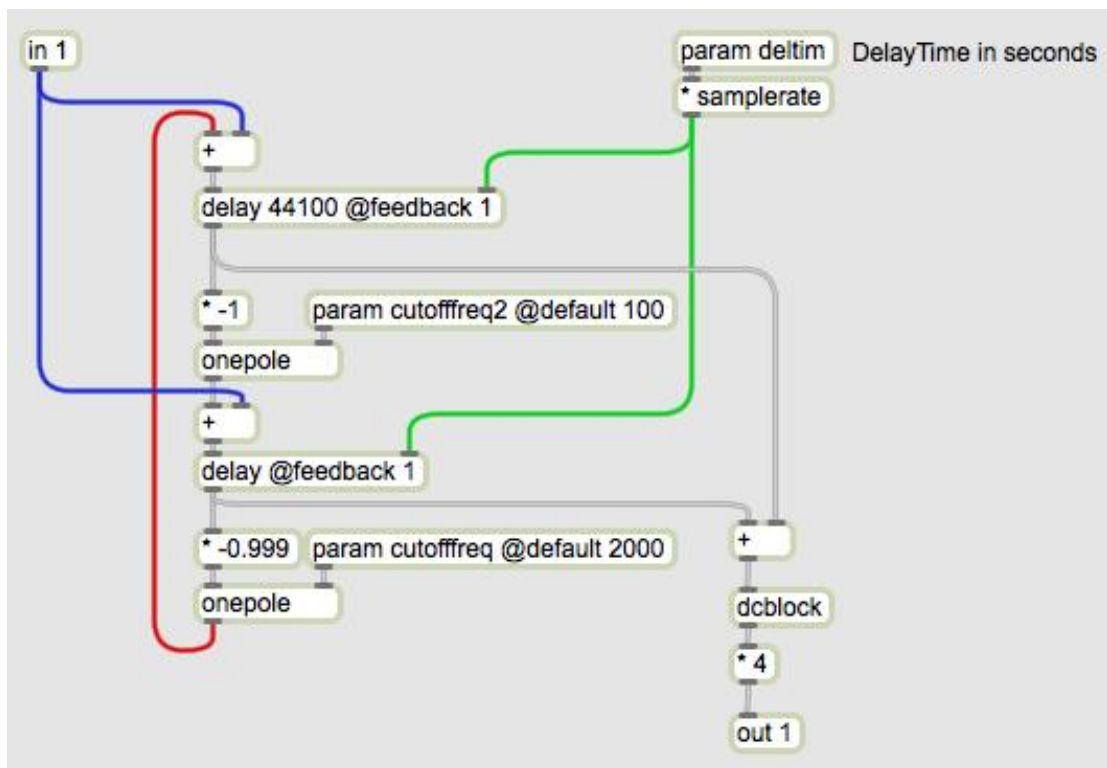 in 1
param deltim DelayTime in seconds
* samplerate
+
delay 44100 @feedback 1
* -1 param cutofffreq2 @default 100
onepole
+
delay @feedback 1
* -0.999 param cutofffreq @default 2000
+
onepole
dcblock
* 4
out 1